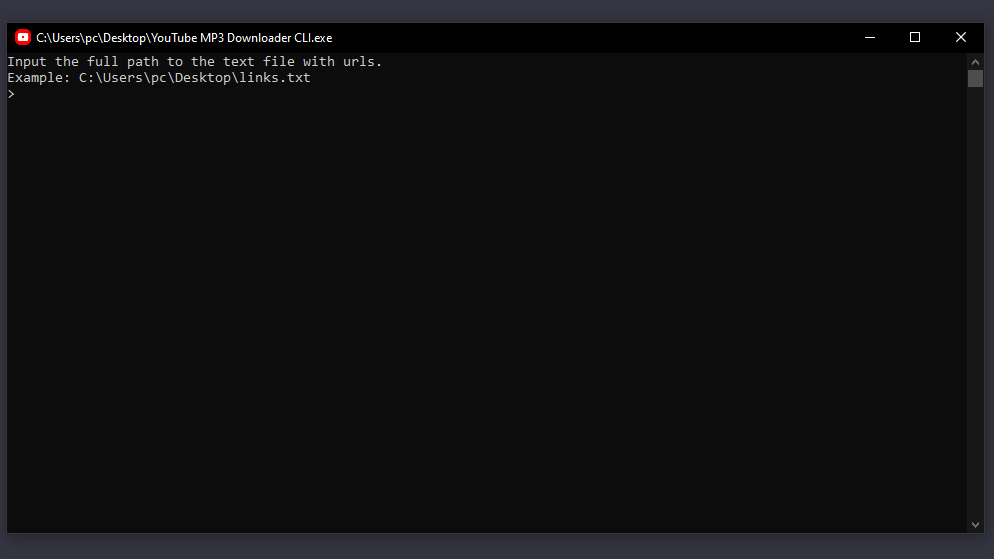 C:\Users\pc\Desktop\YouTube MP3 Downloader CLI.exe
Input the full path to the text file with urls.
Example: C:\Users\pc\Desktop\links.txt
>